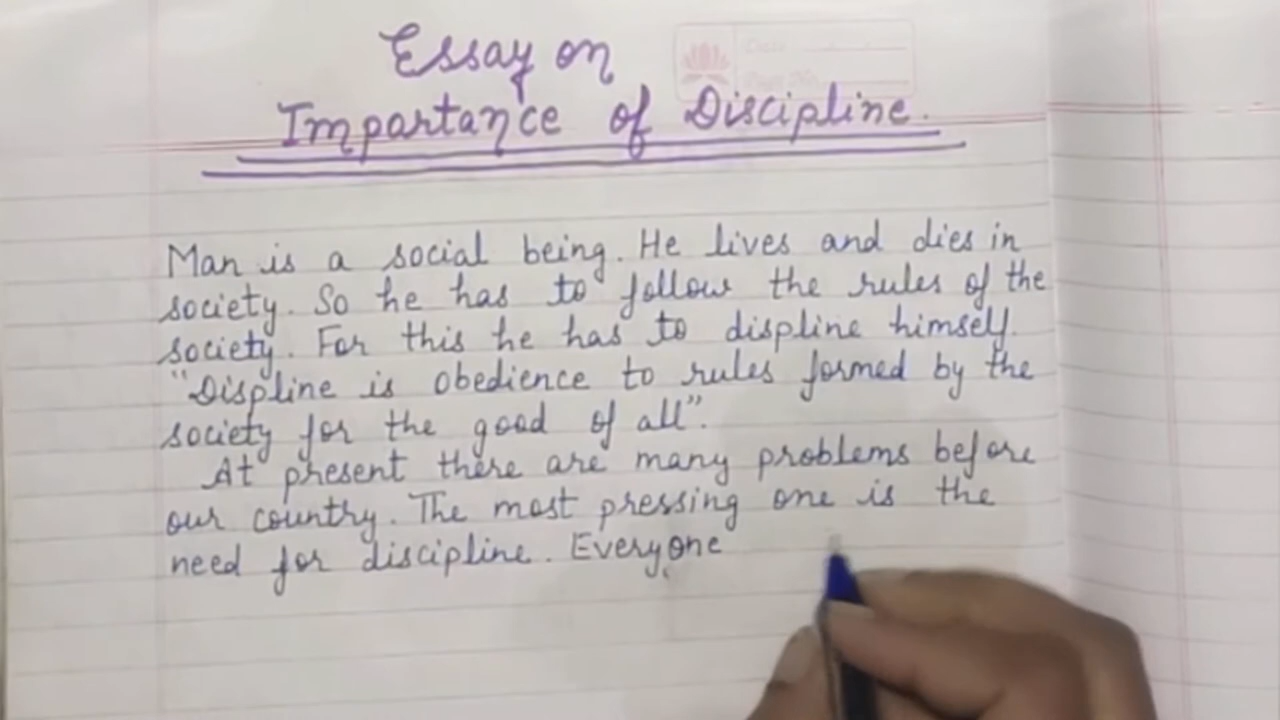 Essay on
Importance of Discipline.
Man is a social being. He lives and dies in
society. So he has to follow the rules of the
society. For this he has to displine himself.
"Displine is obedience to rules formed by the
society for the good of all".
At present there are many problems before
our country. The most pressing one is the
need for discipline. Everyone